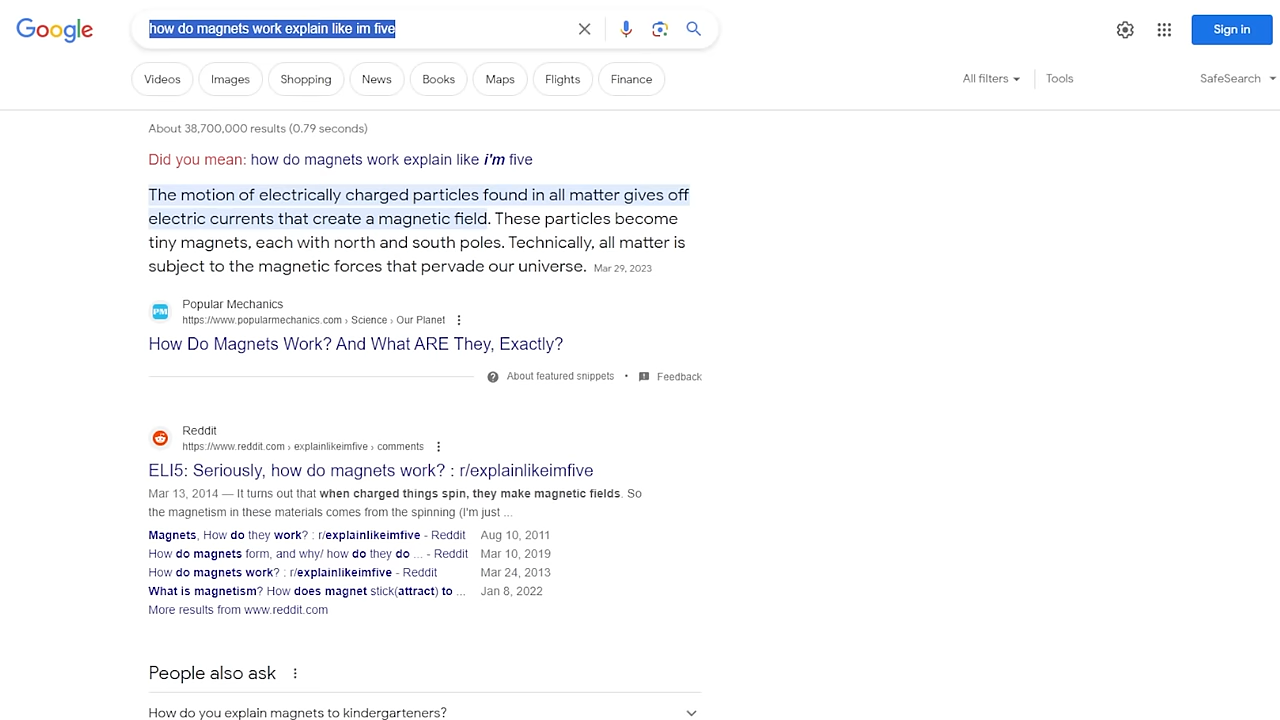 Google
how do magnets work explain like im five
Sign in
Videos
Images
Shopping
News
Books
Maps
Flights
Finance
All filters
Tools
SafeSearch
About 38,700,000 results (0.79 seconds)
Did you mean: how do magnets work explain like i'm five
The motion of electrically charged particles found in all matter gives off
electric currents that create a magnetic field. These particles become
tiny magnets, each with north and south poles. Technically, all matter is
subject to the magnetic forces that pervade our universe. Mar 29, 2023
PM
Popular Mechanics
https://www.popularmechanics.com › Science › Our Planet
How Do Magnets Work? And What ARE They, Exactly?
About featured snippets • Feedback
Reddit
https://www.reddit.com › explainlikeimfive › comments
ELI5: Seriously, how do magnets work? : r/explainlikeimfive
Mar 13, 2014 — It turns out that when charged things spin, they make magnetic fields. So
the magnetism in these materials comes from the spinning (I'm just ...
Magnets, How do they work? : r/explainlikeimfive - Reddit Aug 10, 2011
How do magnets form, and why/ how do they do ... - Reddit Mar 10, 2019
How do magnets work? : r/explainlikeimfive - Reddit Mar 24, 2013
What is magnetism? How does magnet stick(attract) to ... Jan 8, 2022
More results from www.reddit.com
People also ask
How do you explain magnets to kindergarteners?